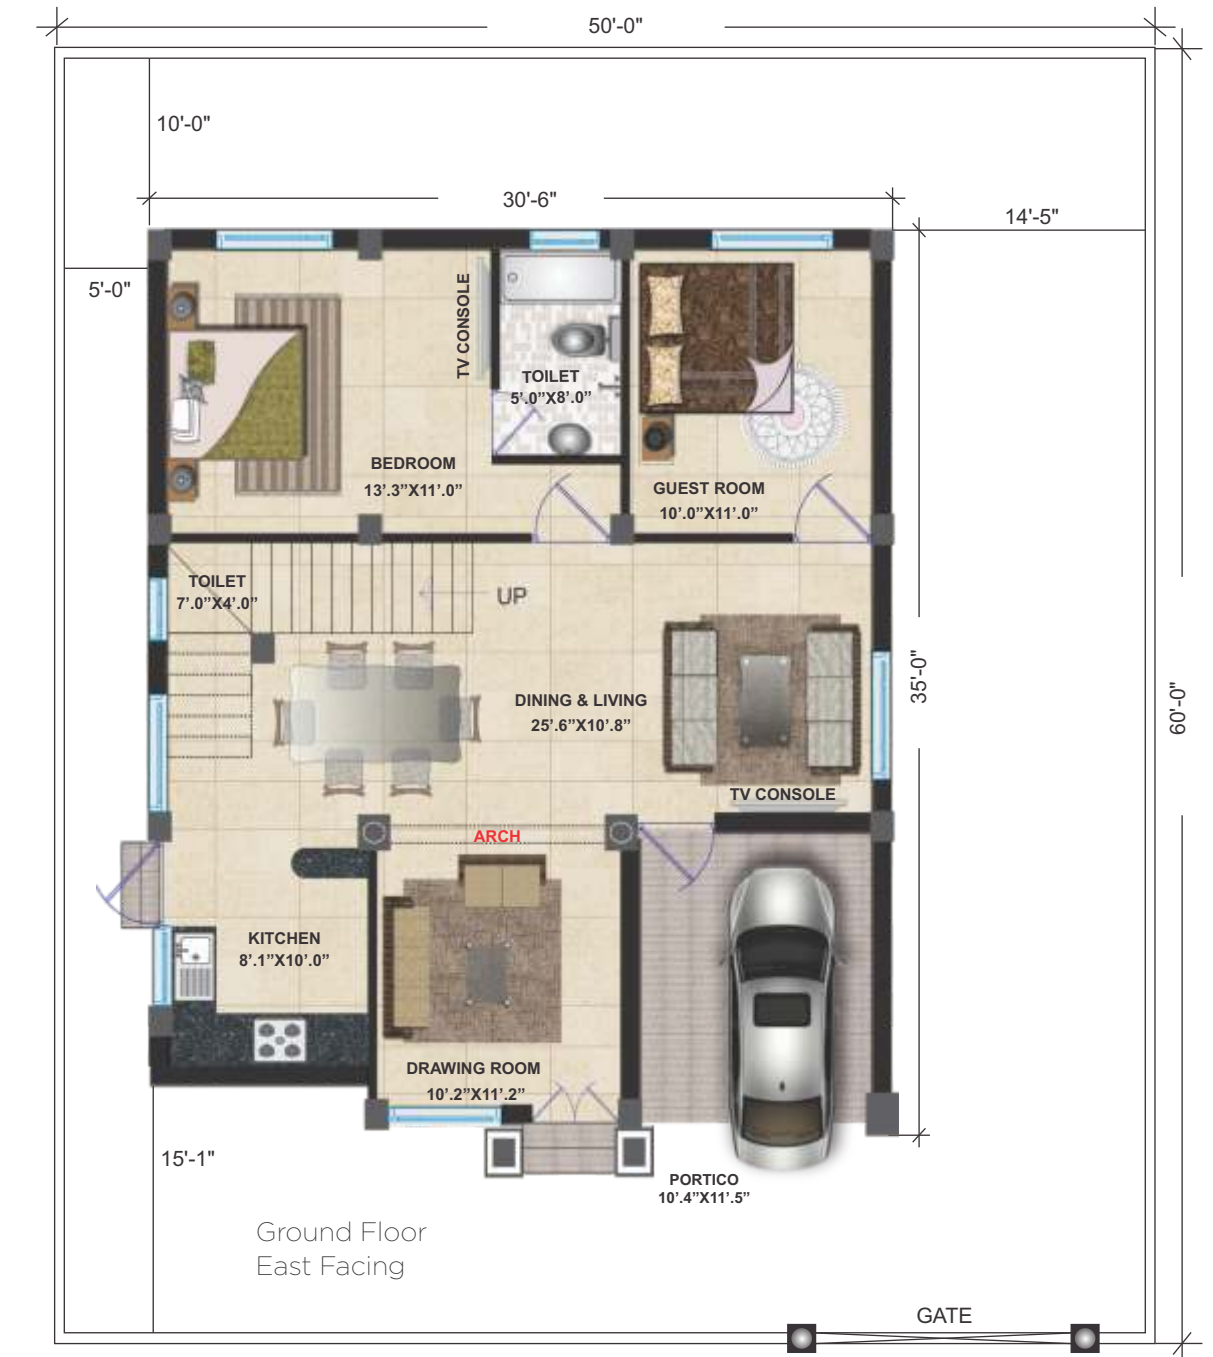 50'-0"
10'-0"
30'-6"
14'-5"
5'-0"
TV CONSOLE
TOILET
5’.0”X8’.0”
BEDROOM
13’.3”X11’.0”
GUEST ROOM
10’.0”X11’.0”
TOILET
7’.0”X4’.0”
UP
DINING & LIVING
25’.6”X10’.8”
35'-0"
60'-0"
TV CONSOLE
ARCH
KITCHEN
8’.1”X10’.0”
DRAWING ROOM
10’.2”X11’.2”
15'-1"
PORTICO
10’.4”X11’.5”
Ground Floor
East Facing
GATE